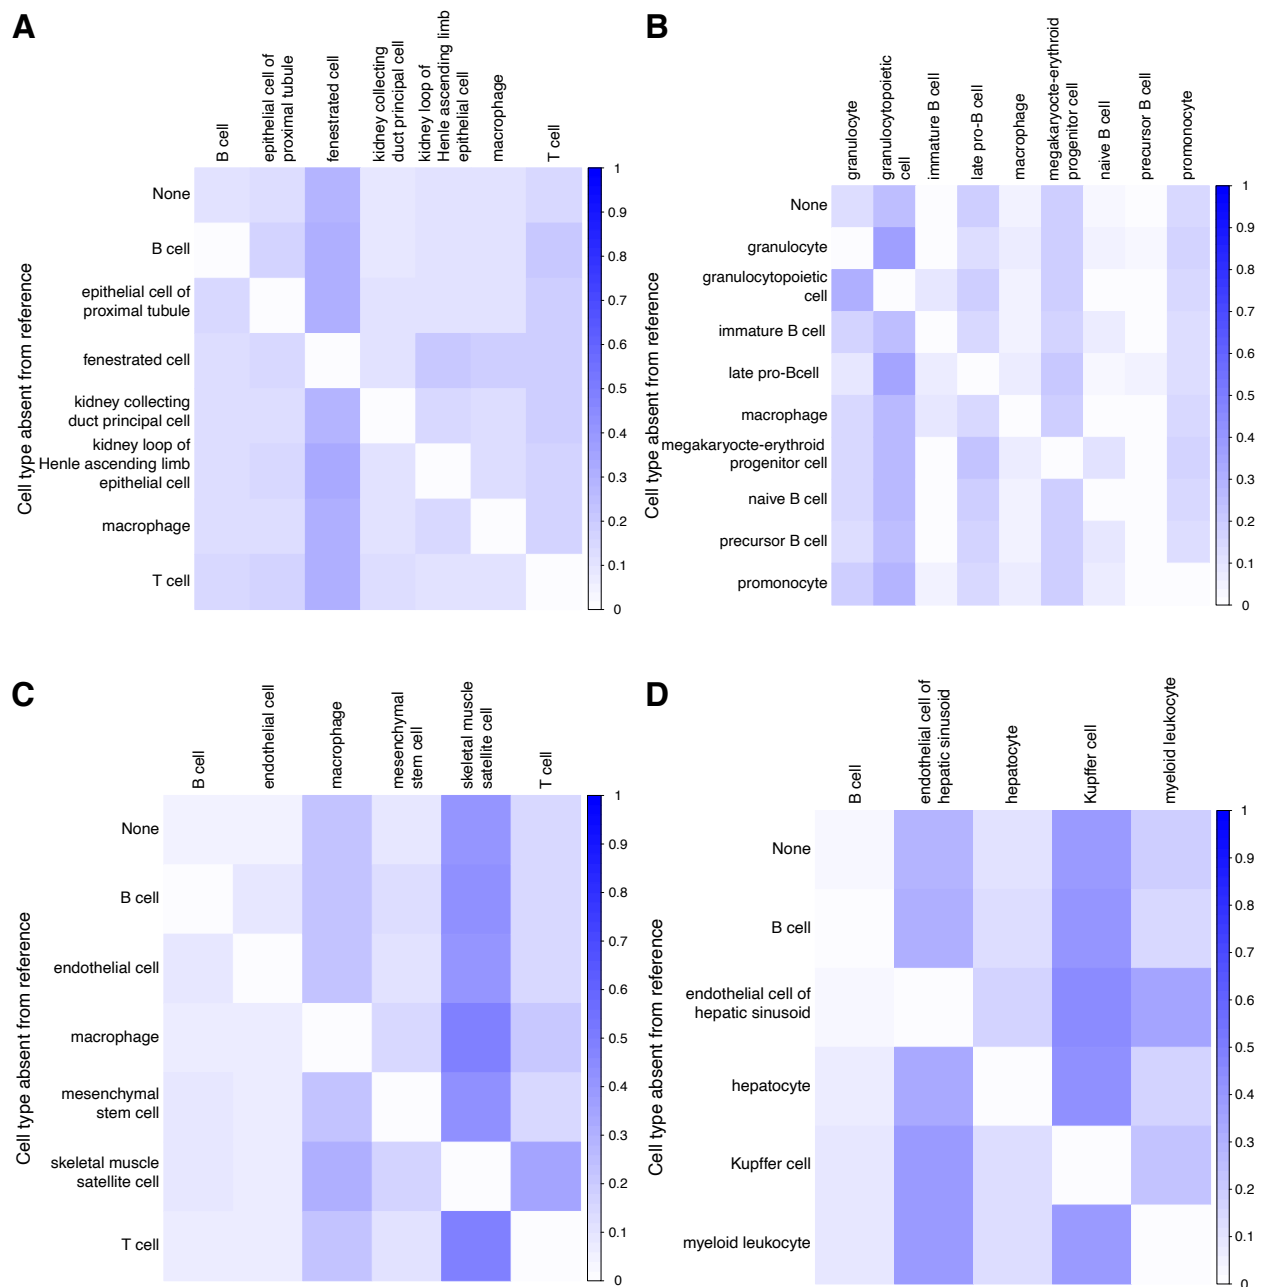 A
B cell
epithelial cell of
proximal tubule
fenestrated cell
kidney collecting
duct principal cell
kidney loop of
Henle ascending limb
epithelial cell
macrophage
T cell
Cell type absent from reference
None
B cell
epithelial cell of
proximal tubule
fenestrated cell
kidney collecting
duct principal cell
kidney loop of
Henle ascending limb
epithelial cell
macrophage
T cell
1
0.9
0.8
0.7
0.6
0.5
0.4
0.3
0.2
0.1
0
B
granulocyte
granulocytopoietic
cell
immature B cell
late pro-B cell
macrophage
megakaryocte-erythroid
progenitor cell
naive B cell
precursor B cell
promonocyte
Cell type absent from reference
None
granulocyte
granulocytopoietic
cell
immature B cell
late pro-Bcell
macrophage
megakaryocte-erythroid
progenitor cell
naive B cell
precursor B cell
promonocyte
1
0.9
0.8
0.7
0.6
0.5
0.4
0.3
0.2
0.1
0
C
B cell
endothelial cell
macrophage
mesenchymal
stem cell
skeletal muscle
satellite cell
T cell
Cell type absent from reference
None
B cell
endothelial cell
macrophage
mesenchymal
stem cell
skeletal muscle
satellite cell
T cell
1
0.9
0.8
0.7
0.6
0.5
0.4
0.3
0.2
0.1
0
D
B cell
endothelial cell of
hepatic sinusoid
hepatocyte
Kupffer cell
myeloid leukocyte
Cell type absent from reference
None
B cell
endothelial cell of
hepatic sinusoid
hepatocyte
Kupffer cell
myeloid leukocyte
1
0.9
0.8
0.7
0.6
0.5
0.4
0.3
0.2
0.1
0